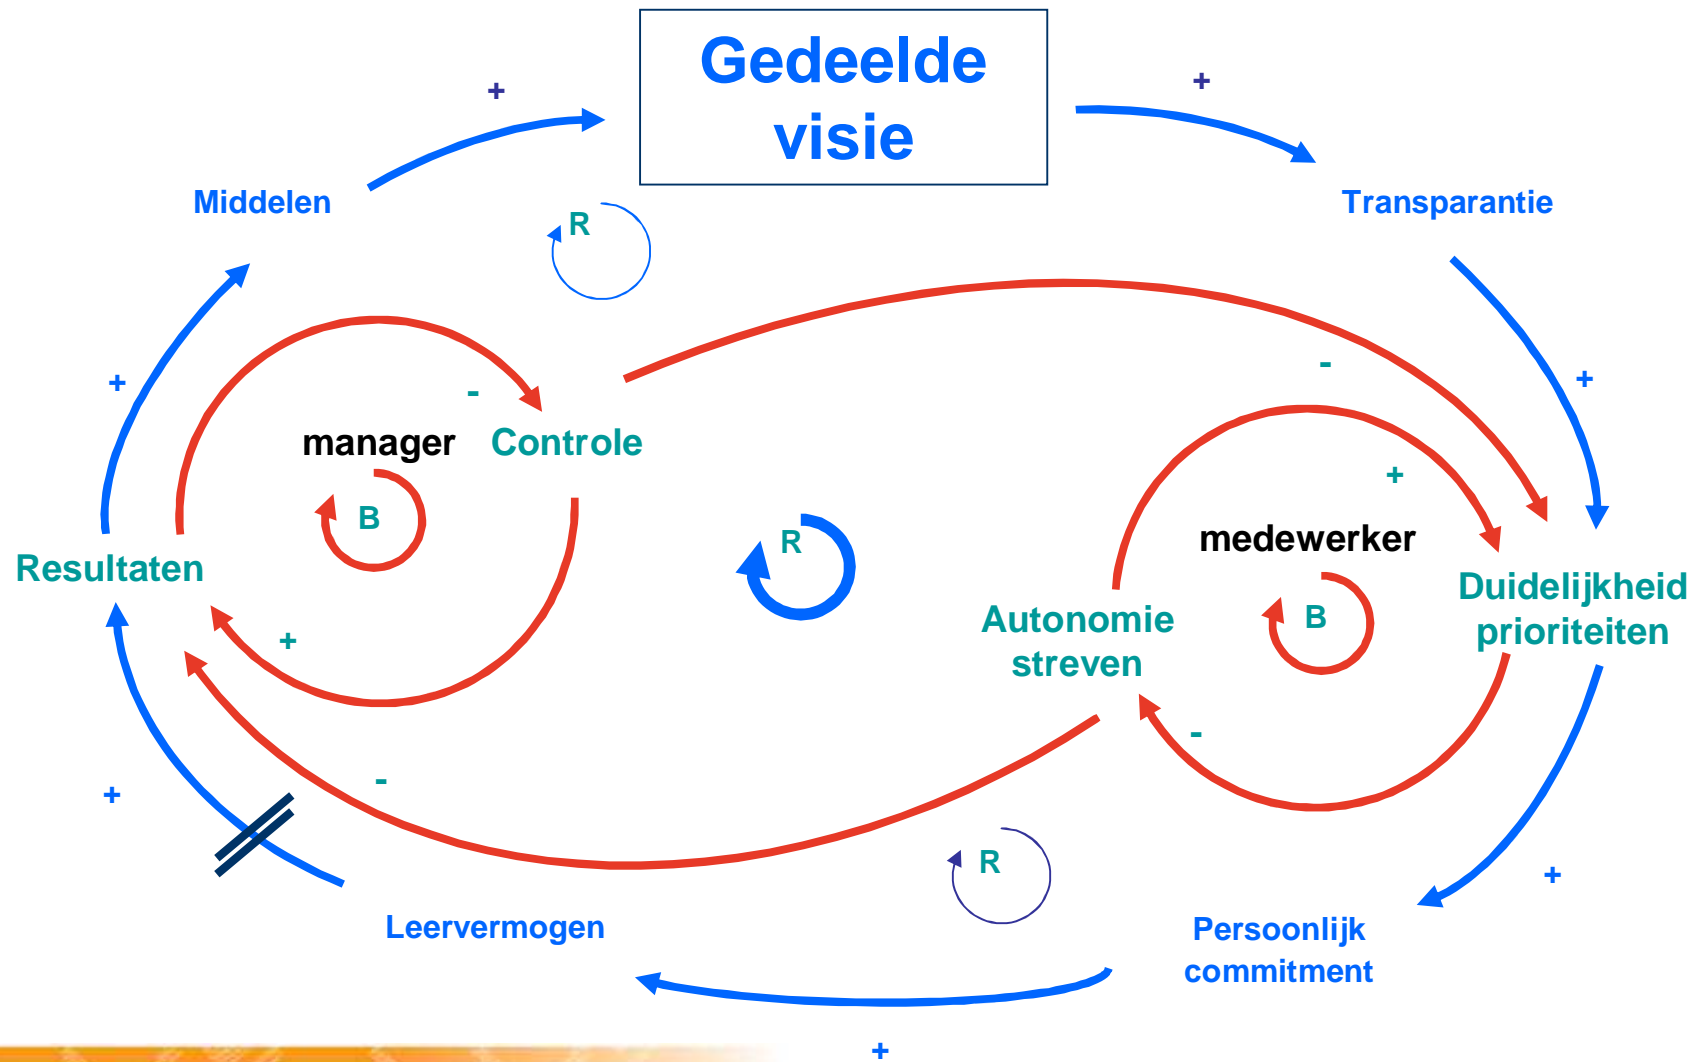 Gedeelde
visie
+
+
Middelen
Transparantie
R
+
-
-
+
manager
Controle
+
B
R
medewerker
Resultaten
Duidelijkheid
prioriteiten
Autonomie
streven
B
+
-
-
+
R
+
Leervermogen
Persoonlijk
commitment
+